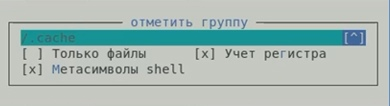 отметить группу
/.cache [^]
[ ] Только файлы [x] Учет регистра
[x] Метасимволы shell